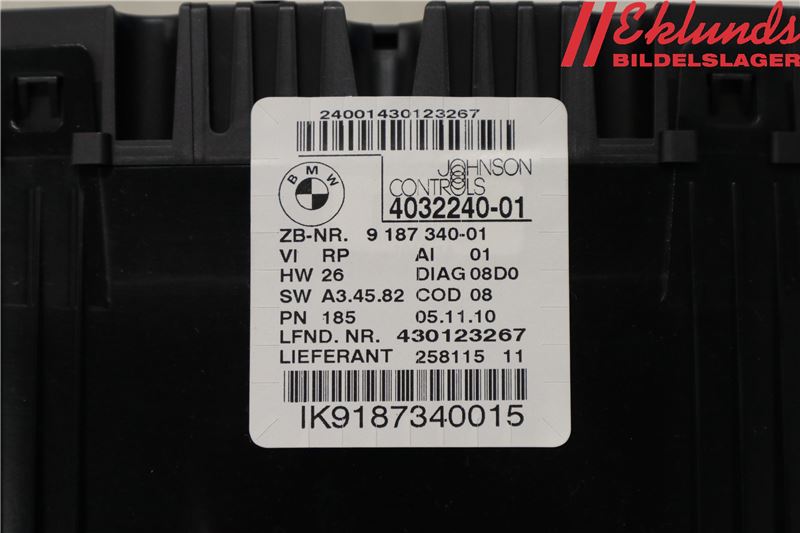 Eklunds
BILDELSLAGER
24001430123267
BMW
JOHNSON
CONTROLS
4032240-01
ZB-NR. 9 187 340-01
VI RP AI 01
HW 26 DIAG 08D0
SW A3.45.82 COD 08
PN 185 05.11.10
LFND. NR. 430123267
LIEFERANT 258115 11
IK9187340015